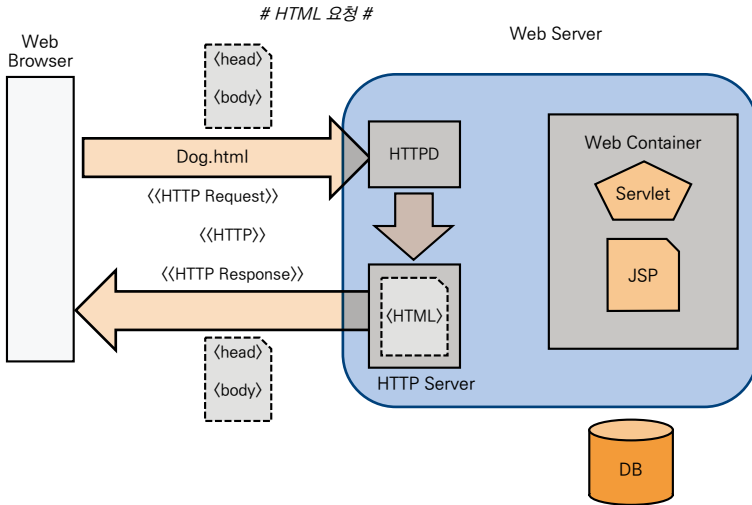 # HTML 요청 #
Web
Browser
Web Server
〈head〉
〈body〉
Dog.html
HTTPD
〈〈HTTP Request〉〉
〈〈HTTP〉〉
〈〈HTTP Response〉〉
〈HTML〉
HTTP Server
〈head〉
〈body〉
Web Container
Servlet
JSP
DB